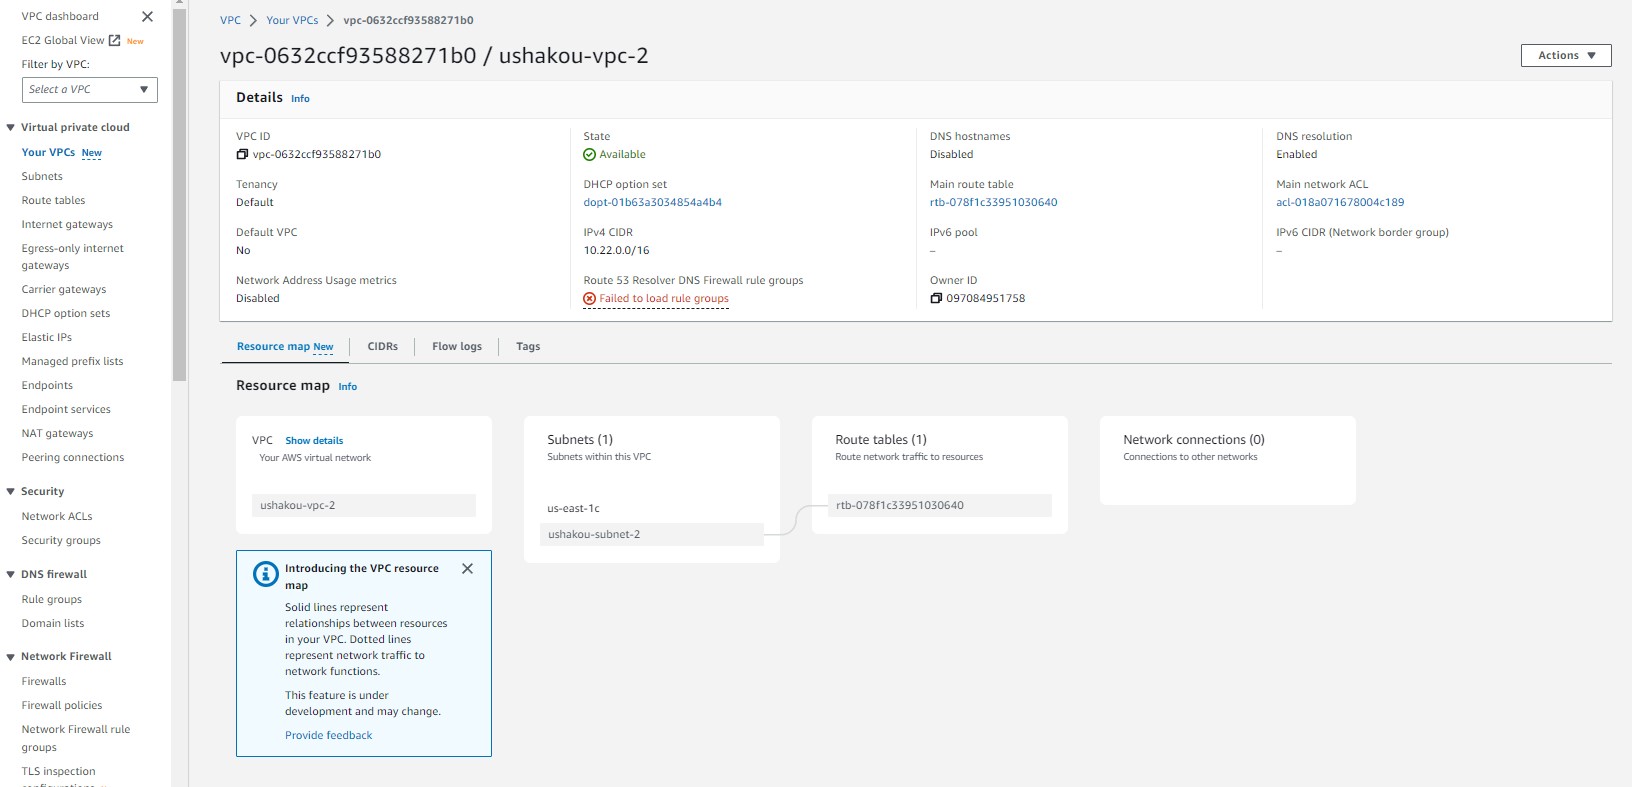 VPC dashboard
EC2 Global View New
Filter by VPC:
Select a VPC
Virtual private cloud
Your VPCs New
Subnets
Route tables
Internet gateways
Egress-only internet
gateways
Carrier gateways
DHCP option sets
Elastic IPs
Managed prefix lists
Endpoints
Endpoint services
NAT gateways
Peering connections
Security
Network ACLs
Security groups
DNS firewall
Rule groups
Domain lists
Network Firewall
Firewalls
Firewall policies
Network Firewall rule
groups
TLS inspection
VPC Your VPCs vpc-0632ccf93588271b0
vpc-0632ccf93588271b0 / ushakou-vpc-2
Actions
Details Info
VPC ID
vpc-0632ccf93588271b0
State
Available
DNS hostnames
Disabled
DNS resolution
Enabled
Tenancy
Default
DHCP option set
dopt-01b63a3034854a4b4
Main route table
rtb-078f1c33951030640
Main network ACL
acl-018a071678004c189
Default VPC
No
IPv4 CIDR
10.22.0.0/16
IPv6 pool
–
IPv6 CIDR (Network border group)
–
Network Address Usage metrics
Disabled
Route 53 Resolver DNS Firewall rule groups
Failed to load rule groups
Owner ID
097084951758
Resource map New
CIDRs
Flow logs
Tags
Resource map Info
VPC Show details
Your AWS virtual network
ushakou-vpc-2
Subnets (1)
Subnets within this VPC
us-east-1c
ushakou-subnet-2
Route tables (1)
Route network traffic to resources
rtb-078f1c33951030640
Network connections (0)
Connections to other networks
Introducing the VPC resource
map
Solid lines represent
relationships between resources
in your VPC. Dotted lines
represent network traffic to
network functions.
This feature is under
development and may change.
Provide feedback